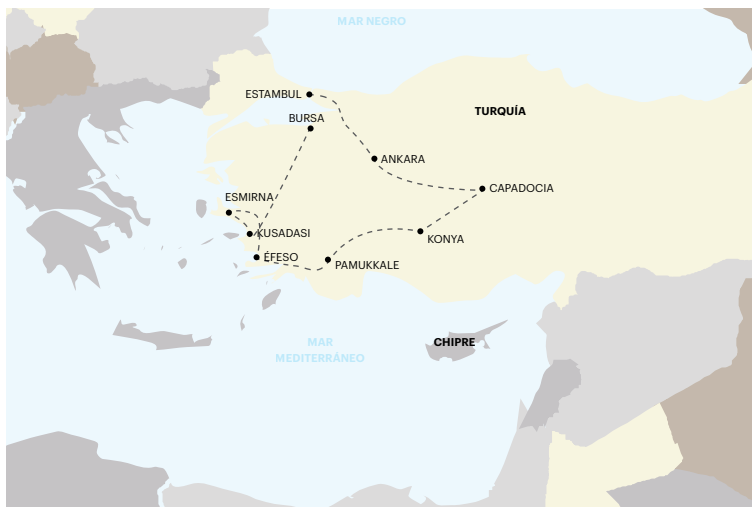 MAR NEGRO
ESTAMBUL
TURQUÍA
BURSA
ANKARA
CAPADOCIA
ESMIRNA
KUSADASI
KONYA
ÉFESO
PAMUKKALE
MAR
MEDITERRÁNEO
CHIPRE